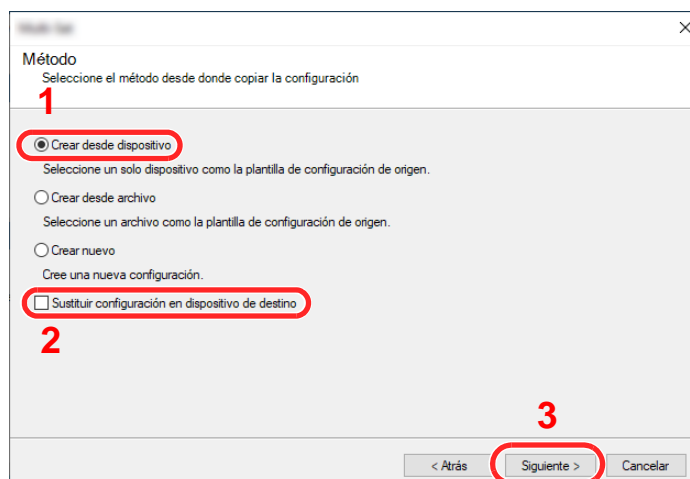 Método
Seleccione el método desde donde copiar la configuración
1
Crear desde dispositivo
Seleccione un solo dispositivo como la plantilla de configuración de origen.
Crear desde archivo
Seleccione un archivo como la plantilla de configuración de origen.
Crear nuevo
Cree una nueva configuración.
Sustituir configuración en dispositivo de destino
2
3
< Atrás Siguiente > Cancelar